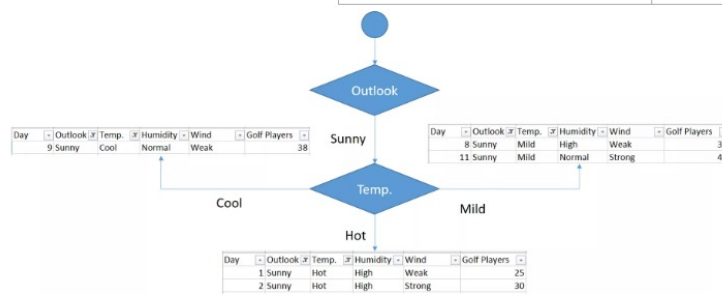 Outlook
Sunny
Day Outlook Temp. Humidity Wind Golf Players
9 Sunny Cool Normal Weak 38
Day Outlook Temp. Humidity Wind Golf Players
8 Sunny Mild High Weak
11 Sunny Mild Normal Strong
Temp.
Cool
Mild
Hot
Day Outlook Temp. Humidity Wind Golf Players
1 Sunny Hot High Weak 25
2 Sunny Hot High Strong 30